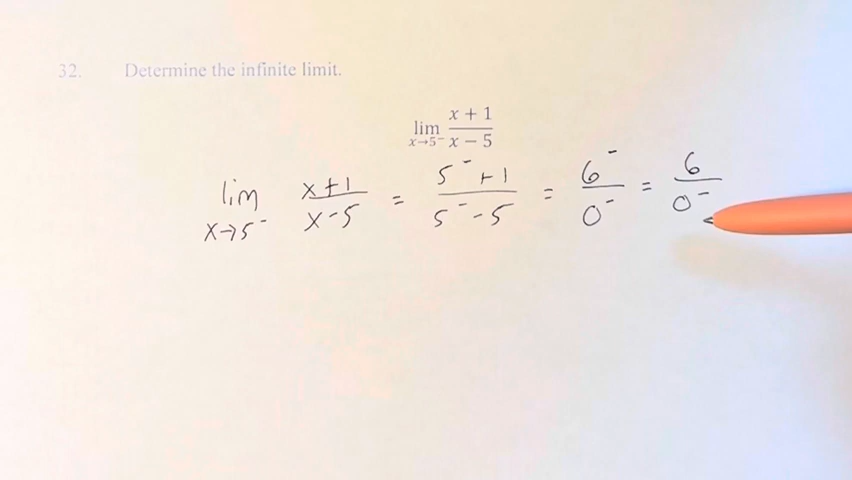 32. Determine the infinite limit.
lim x→5⁻ (x + 1)/(x − 5)
lim x→5⁻ (x+1)/(x-5) = (5⁻+1)/(5⁻-5) = 6⁻/0⁻ = 6/0⁻